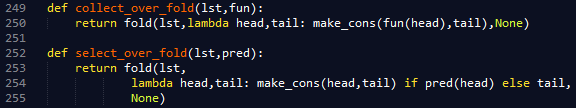 249 def collect_over_fold(lst,fun):
250     return fold(lst,lambda head,tail: make_cons(fun(head),tail),None)
251
252 def select_over_fold(lst,pred):
253     return fold(lst,
254             lambda head,tail: make_cons(head,tail) if pred(head) else tail,
255             None)